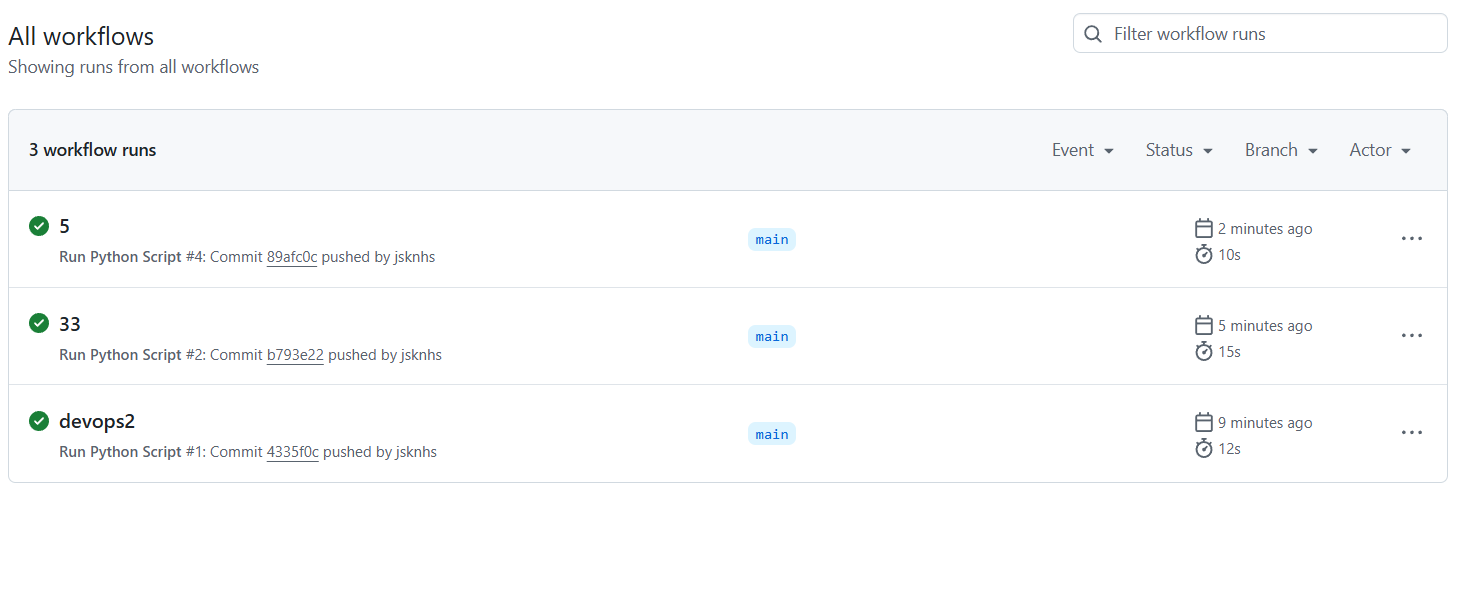 All workflows
Filter workflow runs
Showing runs from all workflows
3 workflow runs
Event
Status
Branch
Actor
5
Run Python Script #4: Commit 89afc0c pushed by jsknhs
main
2 minutes ago
10s
33
Run Python Script #2: Commit b793e22 pushed by jsknhs
main
5 minutes ago
15s
devops2
Run Python Script #1: Commit 4335f0c pushed by jsknhs
main
9 minutes ago
12s